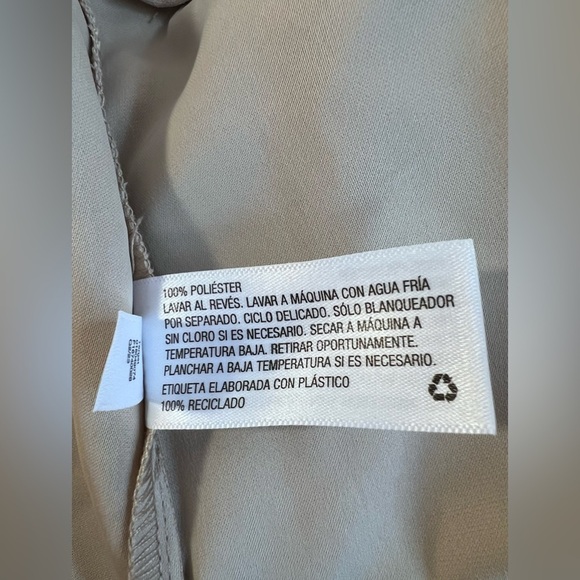 100% POLIÉSTER
LAVAR AL REVÉS. LAVAR A MÁQUINA CON AGUA FRÍA
POR SEPARADO. CICLO DELICADO. SÓLO BLANQUEADOR
SIN CLORO SI ES NECESARIO. SECAR A MÁQUINA A
TEMPERATURA BAJA. RETIRAR OPORTUNAMENTE.
PLANCHAR A BAJA TEMPERATURA SI ES NECESARIO.
ETIQUETA ELABORADA CON PLÁSTICO
100% RECICLADO